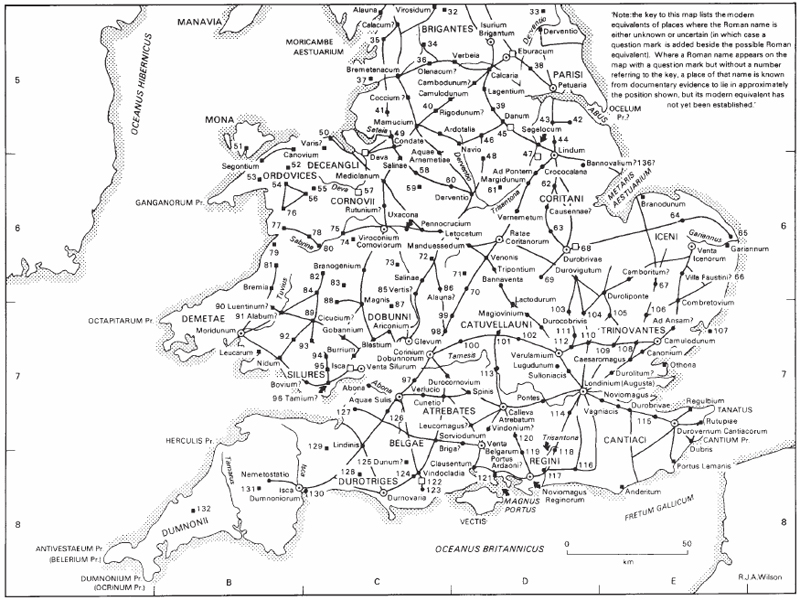 'Note: the key to this map lists the modern
equivalents of places where the Roman name is
either unknown or uncertain (in which case a
question mark is added beside the possible Roman
equivalent). Where a Roman name appears on the
map with a question mark but without a number
referring to the key, a place of that name is known
from documentary evidence to lie in approximately
the position shown, but its modern equivalent has
not yet been established.'
MANAVIA
OCEANUS HIBERNICUS
Alauna
Virosidum
32
Calacum?
35
BRIGANTES
34
Isurium
Brigantum
33
Derventio
Derventio
MORICAMBE
AESTUARIUM
36
Verbeia
Eburacum
38
Bremetenacum
37
Olenacum?
Cambodunum?
Calcaria
PARISI
Petuaria
5
5
Coccium?
Camulodunum
Lagentium
40
Rigodunum?
39
ABUS
OCELUM
Pr.?
41
Mamucium
Danum
43
42
MONA
Seteia
49
Ardotalia
146
45
Segelocum
44
51
50
Varis?
Canovium
Condate
Deva
Salinae
Aquae
Arnemetiae
Navio
48
47
Lindum
Segontium
52
DECEANGLI
Mediolanum
58
Derventio
Ad Pontem
Margidunum
Bannovalium?136?
53
ORDOVICES
54
55
56
Deva
57
59
60
61
Crococalana
METARIS
AESTUARIUM
GANGANORUM Pr.
CORNOVII
Rutunium?
Derventio
Trisentona
62
CORITANI
Causennae?
Branodunum
76
Uxacona
Vernemetum
64
77
78
75
Pennocrucium
Letocetum
Ratae
Coritanorum
63
65
6
6
79
Sabrina
80
74
Viroconium
Cornoviorum
Manduessedum
68
Durobrivae
ICENI
Gariannus
Gariannum
Venta
Icenorum
81
Branogenium
73
72
71
Venonis
69
Durovigutum
Camboritum?
67
Villa Faustini?
66
82
Salinae
Tripontium
Bannaventa
Bremia
Tuvius
83
84
85 Vertis?
86
Alauna?
70
Lactodurum
103
104
Duroliponte
105
106
Combretovium
OCTAPITARUM Pr.
90 Luentinum?
91 Alabum?
88
Magnis
87
DOBUNNI
Magiovinium
Durocobrivis
Ad Ansam?
DEMETAE
Moridunum
89
Cicucium?
Gobannium
Ariconium
99
98
CATUVELLAUNI
111
TRINOVANTES
107
92
93
Blestium
Glevum
100
101
102
112
110
109
108
Camulodunum
Leucarum
94
Burrium
Corinium
Dobunnorum
Tamesa
Verulamium
Caesaromagus
Canonium
Nidum
95
Isca
Venta Silurum
113
Lugudunum
Durolitum?
Othona
7
7
SILURES
Bovium?
96 Tamium?
Abona
97
Durocornovium
Sulloniacis
Londinium (Augusta)
Abona
Verlucio
Cunetio
Spinis
Pontes
Noviomagus
Regulbium
Aquae Sulis
127
126
ATREBATES
Calleva
Atrebatum
114
Vagniacis
Durobrivae
115
TANATUS
Rutupiae
Leucomagus?
Vindonium?
Durovernum Cantiacorum
HERCULIS Pr.
BELGAE
Sorviodunum
120
Trisantona
CANTIACI
CANTIUM Pr.
129
Lindinis
Briga?
Venta
Belgarum
119
118
Dubris
Tamarus
Isca
125
Dunum?
Clausentum
Portus
Ardaoni?
REGINI
116
Portus Lemanis
128
Nemetostatio
124
Vindocladia
121
117
131
Isca
Dumnoniorum
130
DUROTRIGES
Durnovaria
122
123
MAGNUS
PORTUS
Noviomagus
Reginorum
Anderitum
132
VECTIS
FRETUM GALLICUM
8
8
DUMNONII
ANTIVESTAEUM Pr.
(BELERIUM Pr.)
OCEANUS BRITANNICUS
0
50
km
DUMNONIUM Pr.
(OCRINUM Pr.)
B
C
D
E
R.J.A.Wilson